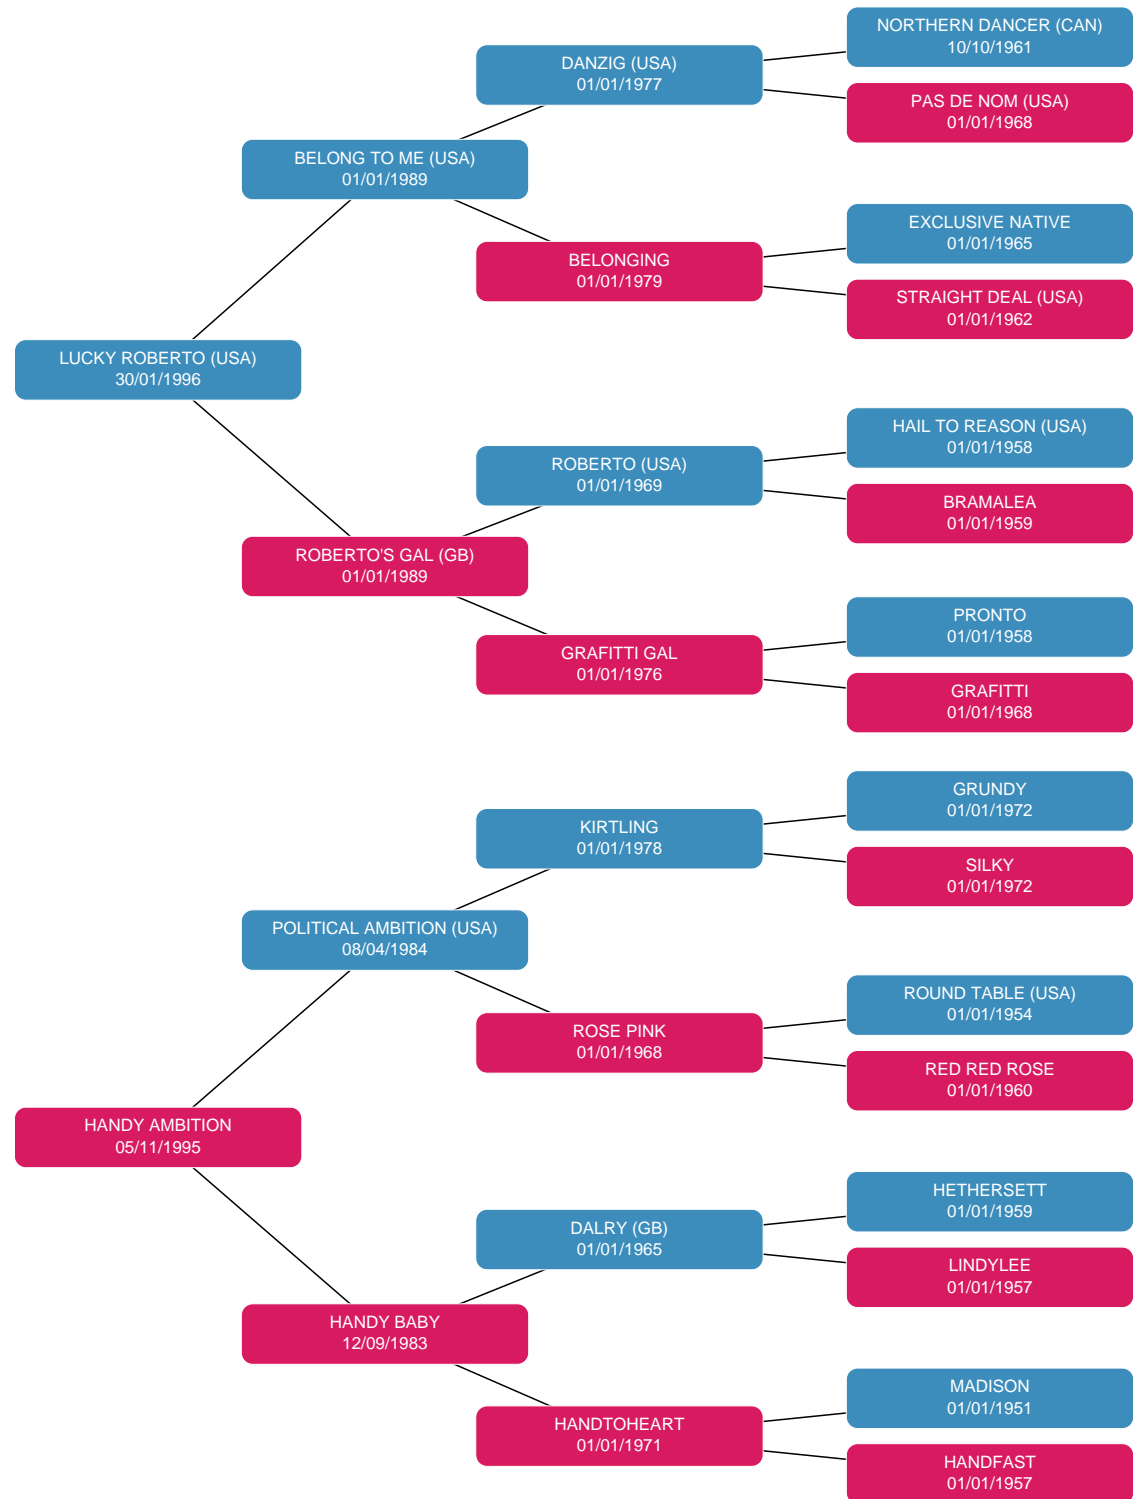 NORTHERN DANCER (CAN)
10/10/1961
DANZIG (USA)
01/01/1977
PAS DE NOM (USA)
01/01/1968
BELONG TO ME (USA)
01/01/1989
EXCLUSIVE NATIVE
01/01/1965
BELONGING
01/01/1979
STRAIGHT DEAL (USA)
01/01/1962
LUCKY ROBERTO (USA)
30/01/1996
HAIL TO REASON (USA)
01/01/1958
ROBERTO (USA)
01/01/1969
BRAMALEA
01/01/1959
ROBERTO'S GAL (GB)
01/01/1989
PRONTO
01/01/1958
GRAFITTI GAL
01/01/1976
GRAFITTI
01/01/1968
GRUNDY
01/01/1972
KIRTLING
01/01/1978
SILKY
01/01/1972
POLITICAL AMBITION (USA)
08/04/1984
ROUND TABLE (USA)
01/01/1954
ROSE PINK
01/01/1968
RED RED ROSE
01/01/1960
HANDY AMBITION
05/11/1995
HETHERSETT
01/01/1959
DALRY (GB)
01/01/1965
LINDYLEE
01/01/1957
HANDY BABY
12/09/1983
MADISON
01/01/1951
HANDTOHEART
01/01/1971
HANDFAST
01/01/1957